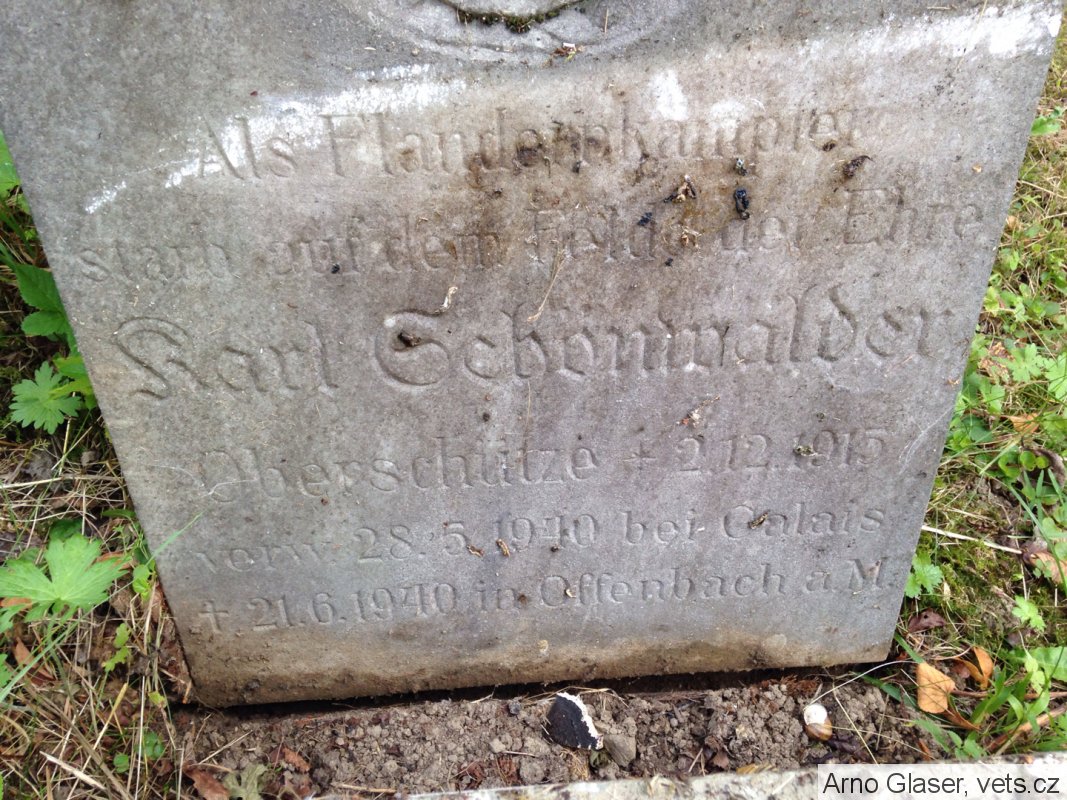 Als Flandernkämpfer
starb auf dem Felde der Ehre
Karl Schönwälder
Oberschütze + 2.12.1915
verw. 28.5.1940 bei Calais
+ 21.6.1940 in Offenbach a.M.
Arno Glaser, vets.cz